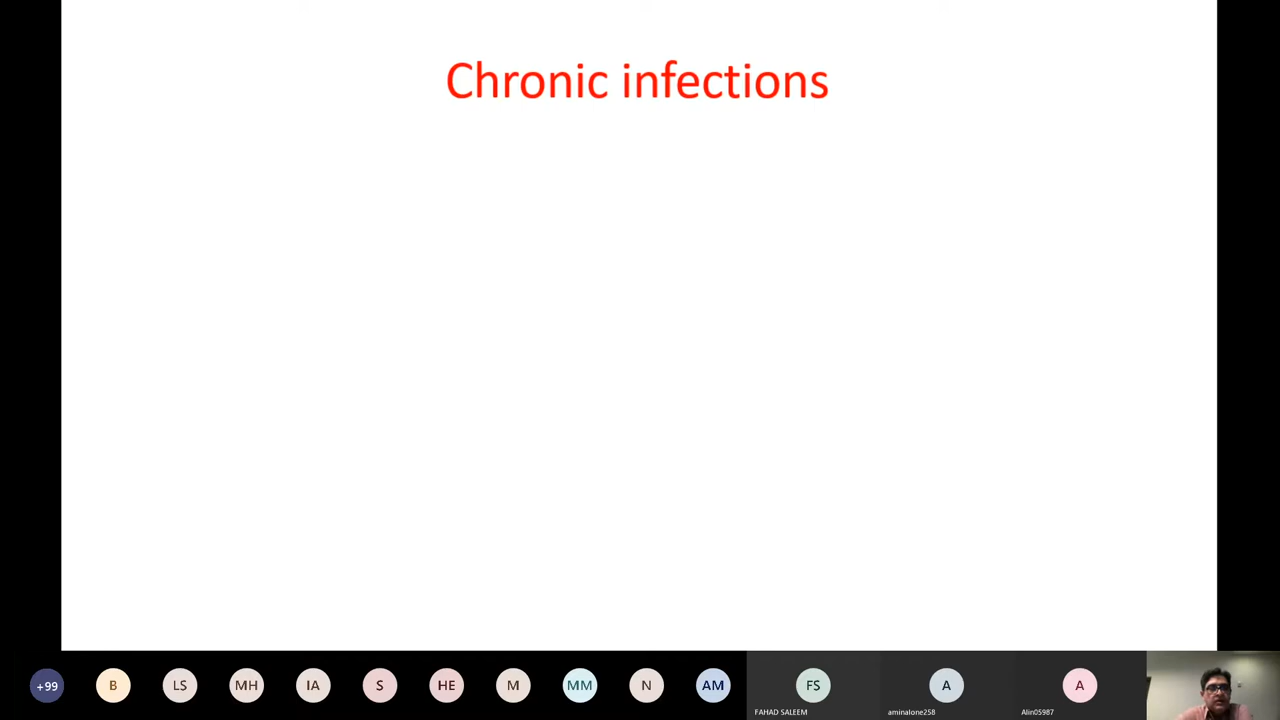 Chronic infections
+99
B
LS
MH
IA
S
HE
M
MM
N
AM
FS
A
A
FAHAD SALEEM
aminalone258
Alin05987